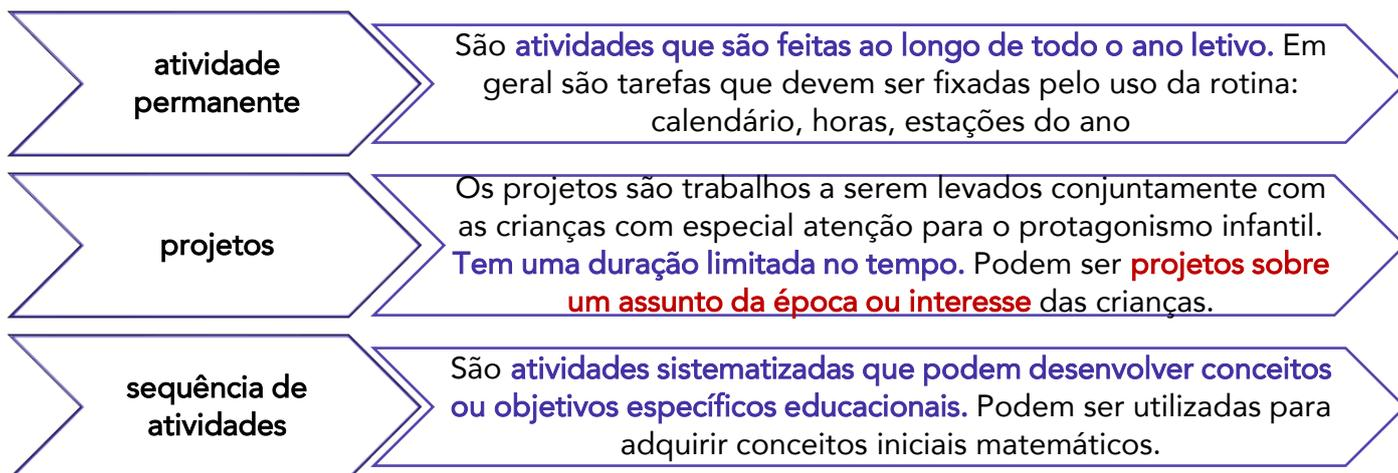 atividade
permanente
São atividades que são feitas ao longo de todo o ano letivo. Em
geral são tarefas que devem ser fixadas pelo uso da rotina:
calendário, horas, estações do ano
projetos
Os projetos são trabalhos a serem levados conjuntamente com
as crianças com especial atenção para o protagonismo infantil.
Tem uma duração limitada no tempo. Podem ser projetos sobre
um assunto da época ou interesse das crianças.
sequência de
atividades
São atividades sistematizadas que podem desenvolver conceitos
ou objetivos específicos educacionais. Podem ser utilizadas para
adquirir conceitos iniciais matemáticos.